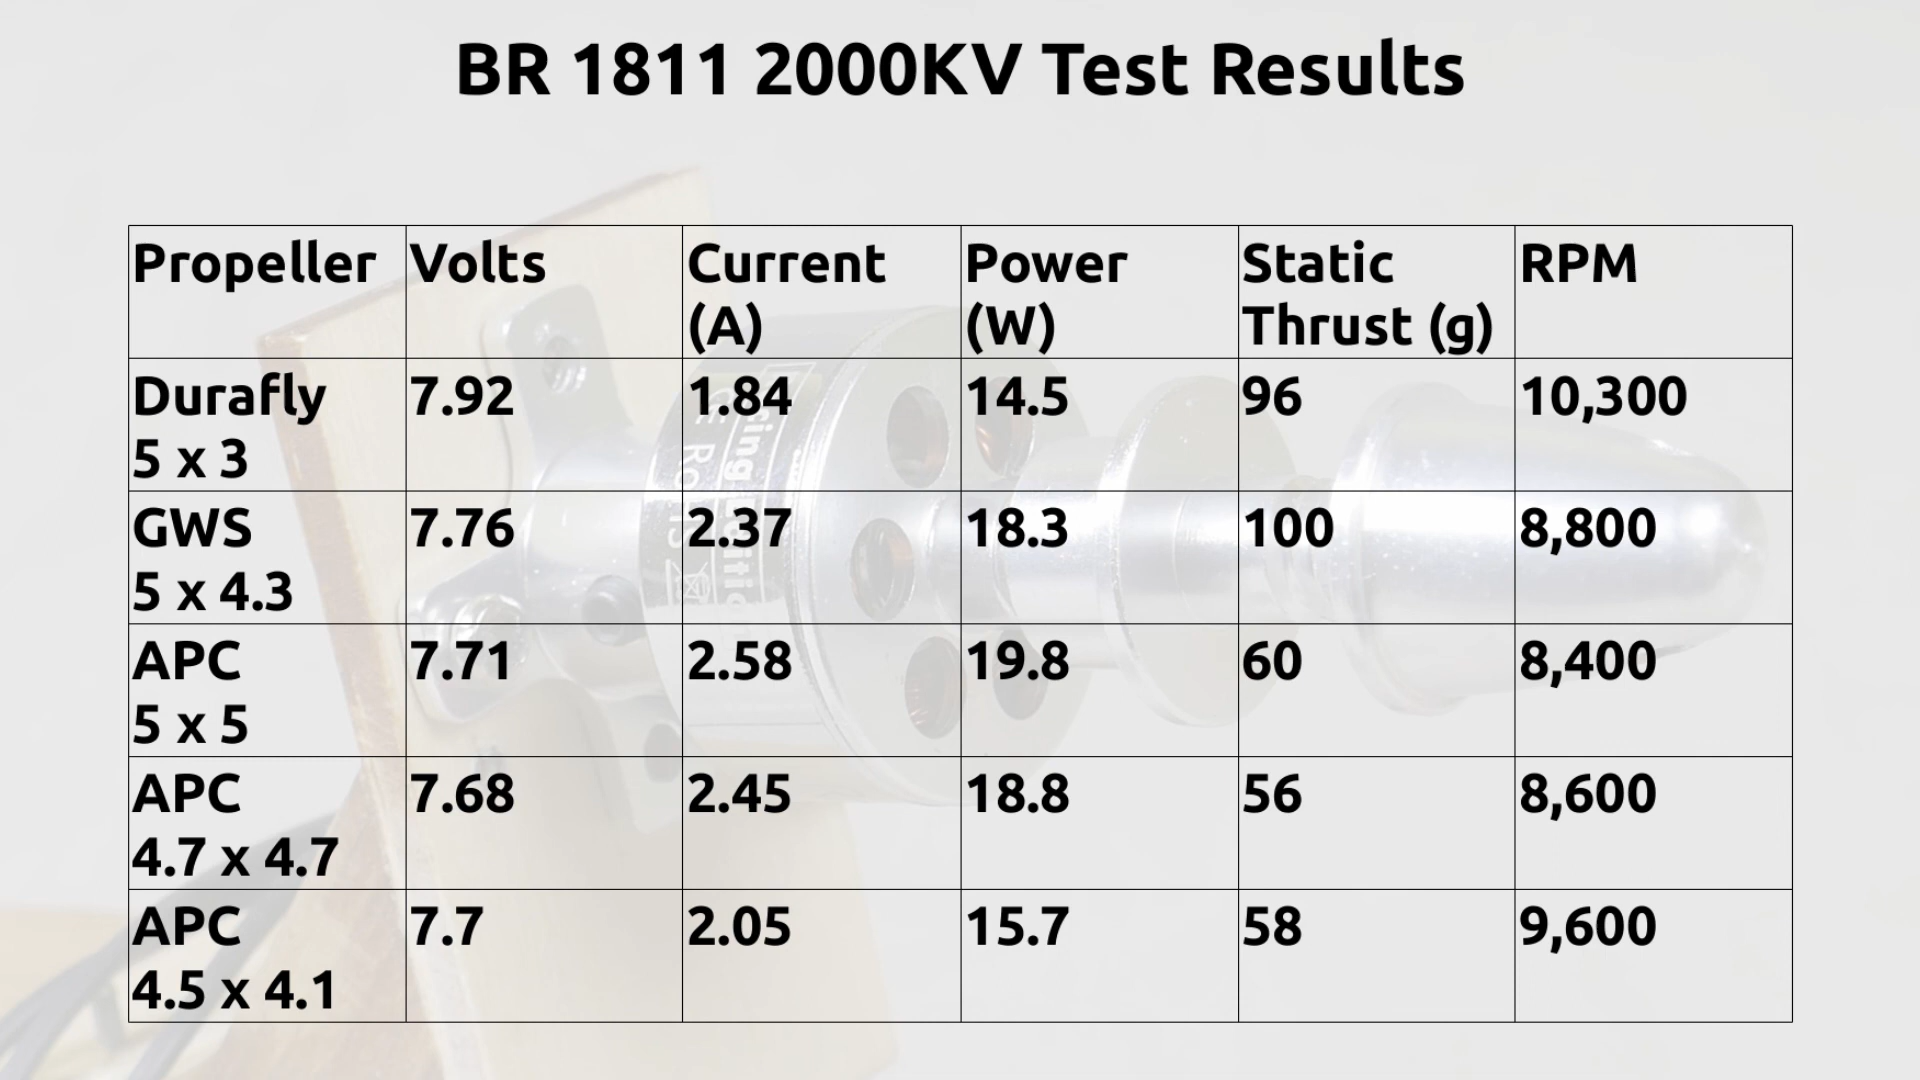 BR 1811 2000KV Test Results
Propeller Volts Current (A) Power (W) Static Thrust (g) RPM
Durafly 5 x 3 7.92 1.84 14.5 96 10,300
GWS 5 x 4.3 7.76 2.37 18.3 100 8,800
APC 5 x 5 7.71 2.58 19.8 60 8,400
APC 4.7 x 4.7 7.68 2.45 18.8 56 8,600
APC 4.5 x 4.1 7.7 2.05 15.7 58 9,600